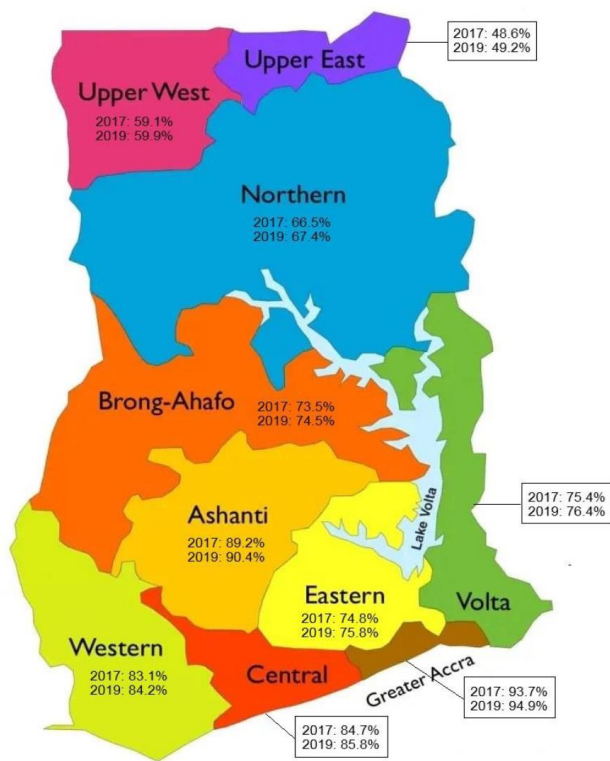 2017: 48.6%
2019: 49.2%
Upper East
Upper West
2017: 59.1%
2019: 59.9%
Northern
2017: 66.5%
2019: 67.4%
Brong-Ahafo
2017: 73.5%
2019: 74.5%
Ashanti
2017: 89.2%
2019: 90.4%
Lake Volta
2017: 75.4%
2019: 76.4%
Eastern
2017: 74.8%
2019: 75.8%
Volta
Western
2017: 83.1%
2019: 84.2%
Central
Greater Accra
2017: 93.7%
2019: 94.9%
2017: 84.7%
2019: 85.8%